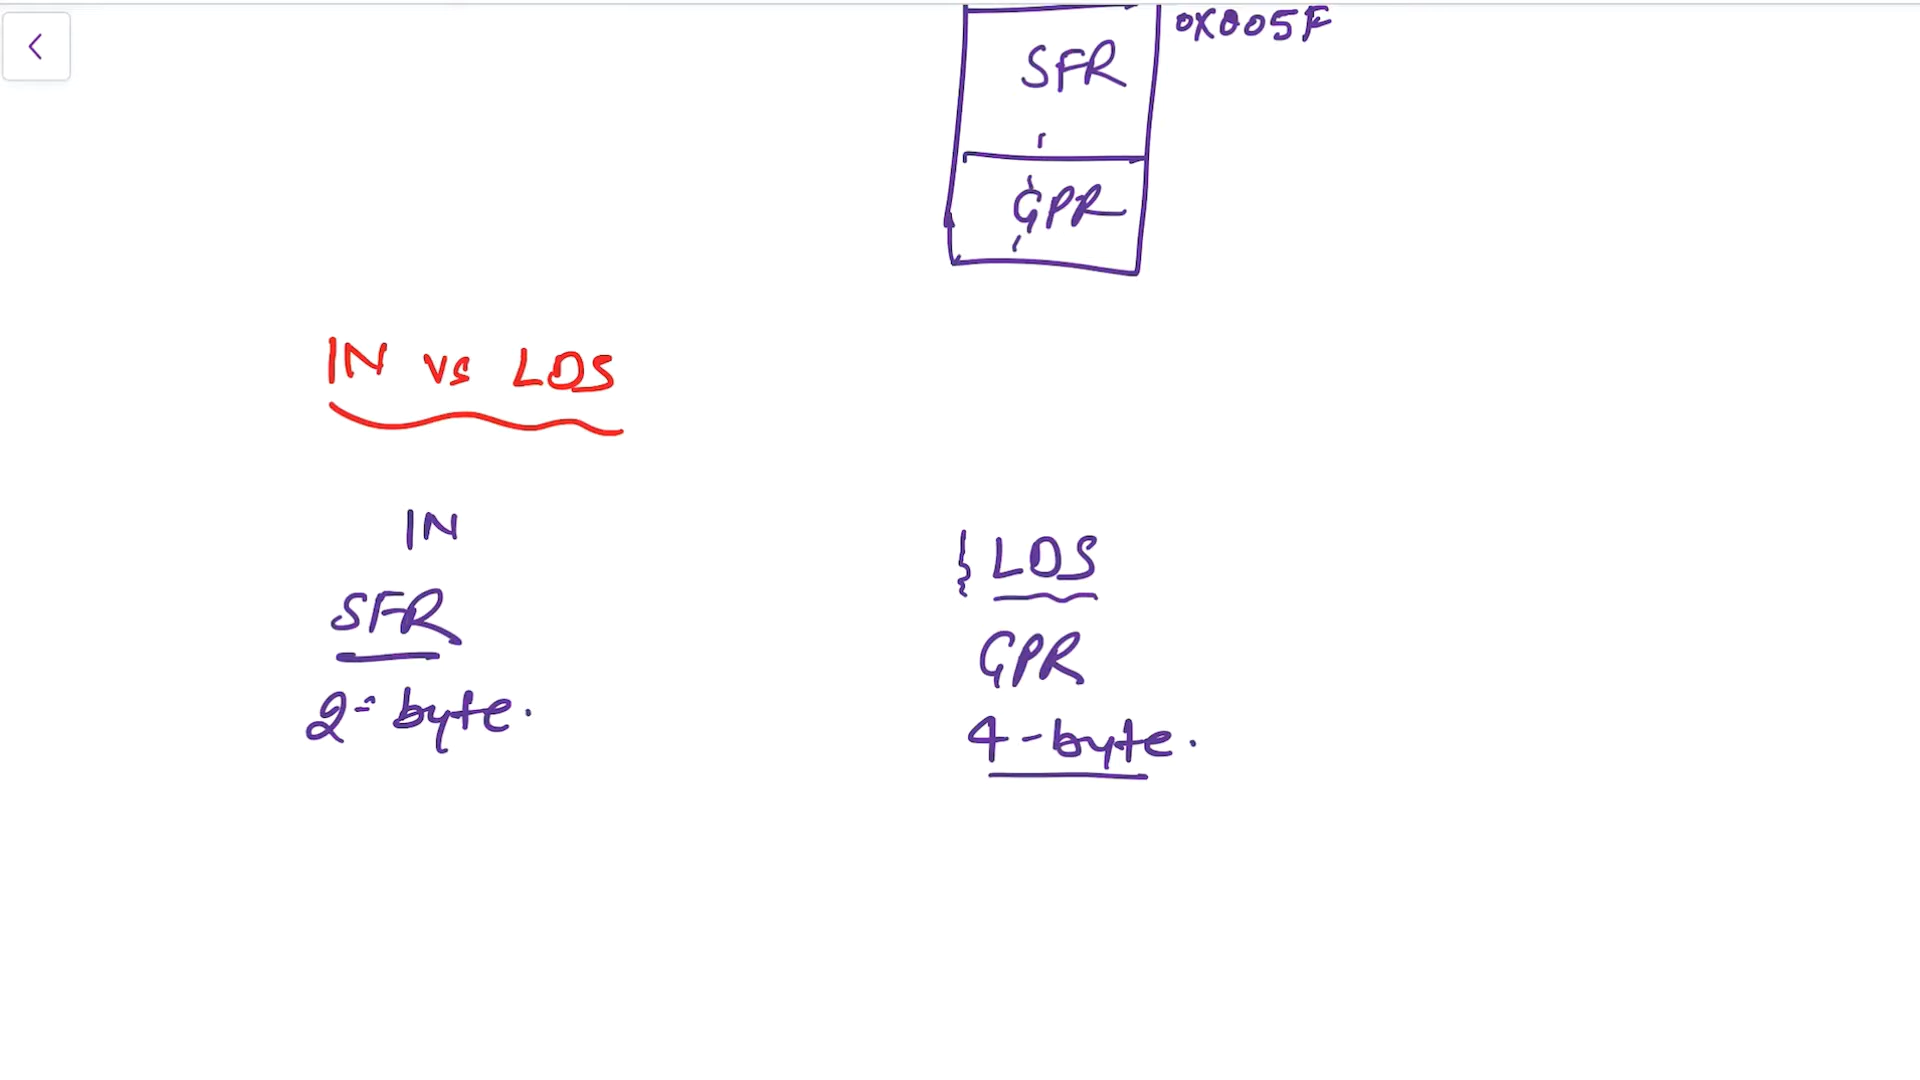 0X005F
SFR
GPR
IN vs LDS
IN
SFR
2-byte.
LDS
GPR
4-byte.